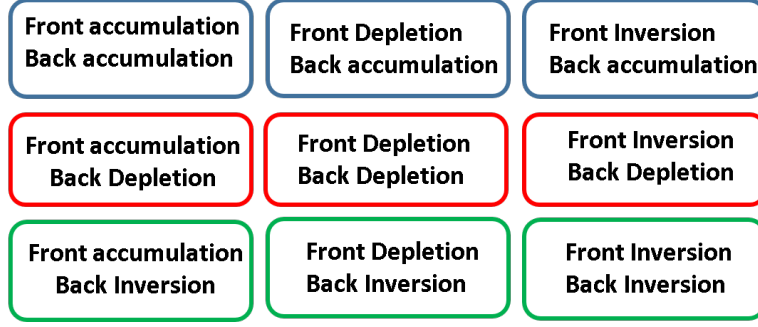 Front accumulation
Back accumulation
Front Depletion
Back accumulation
Front Inversion
Back accumulation
Front accumulation
Back Depletion
Front Depletion
Back Depletion
Front Inversion
Back Depletion
Front accumulation
Back Inversion
Front Depletion
Back Inversion
Front Inversion
Back Inversion